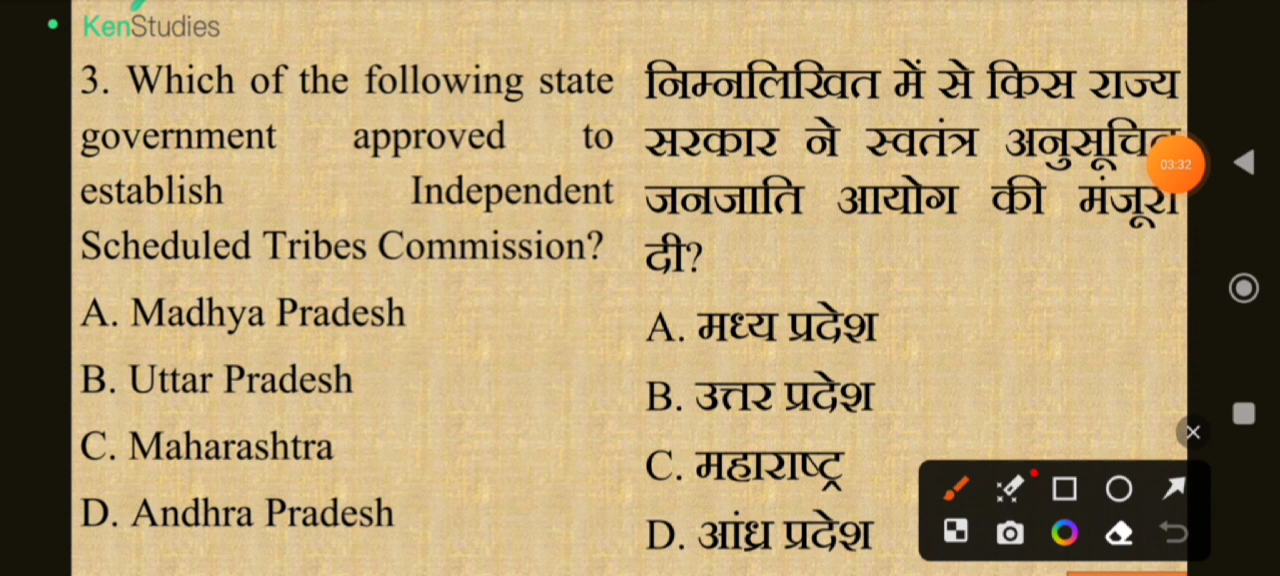 KenStudies
3. Which of the following state
government approved to
establish Independent
Scheduled Tribes Commission?
A. Madhya Pradesh
B. Uttar Pradesh
C. Maharashtra
D. Andhra Pradesh
निम्नलिखित में से किस राज्य
सरकार ने स्वतंत्र
जनजाति आयोग की मंजूरी
दी?
A. मध्य प्रदेश
B. उत्तर प्रदेश
C. महाराष्ट्र
D. आंध्र प्रदेश
03:32